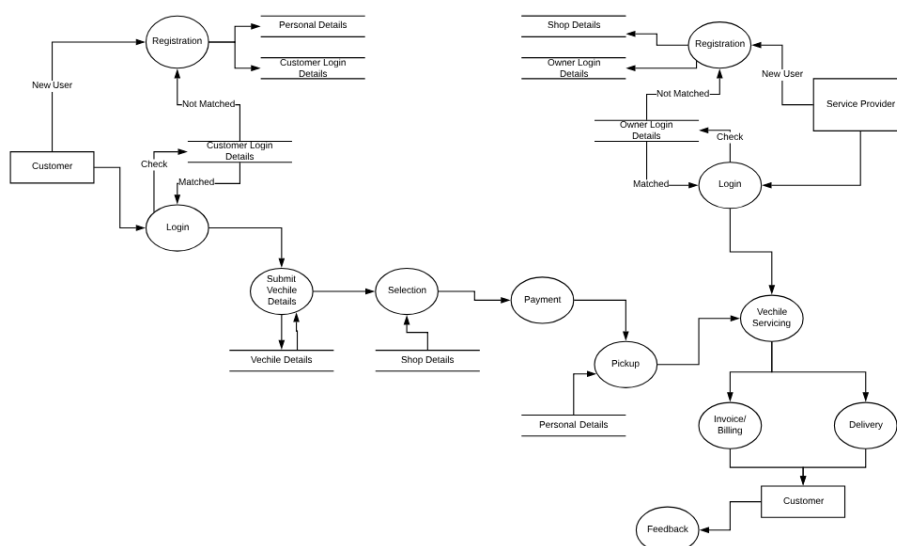 Shop Details
Personal Details
Registration
Registration
Customer Login
Details
Owner Login
Details
New User
New User
Not Matched
Not Matched
Service Provider
Owner Login
Details
Check
Customer Login
Details
Customer
Check
Matched
Matched
Login
Login
Submit
Vechile
Details
Selection
Payment
Vechile
Servicing
Vechile Details
Shop Details
Pickup
Personal Details
Invoice/
Billing
Delivery
Customer
Feedback